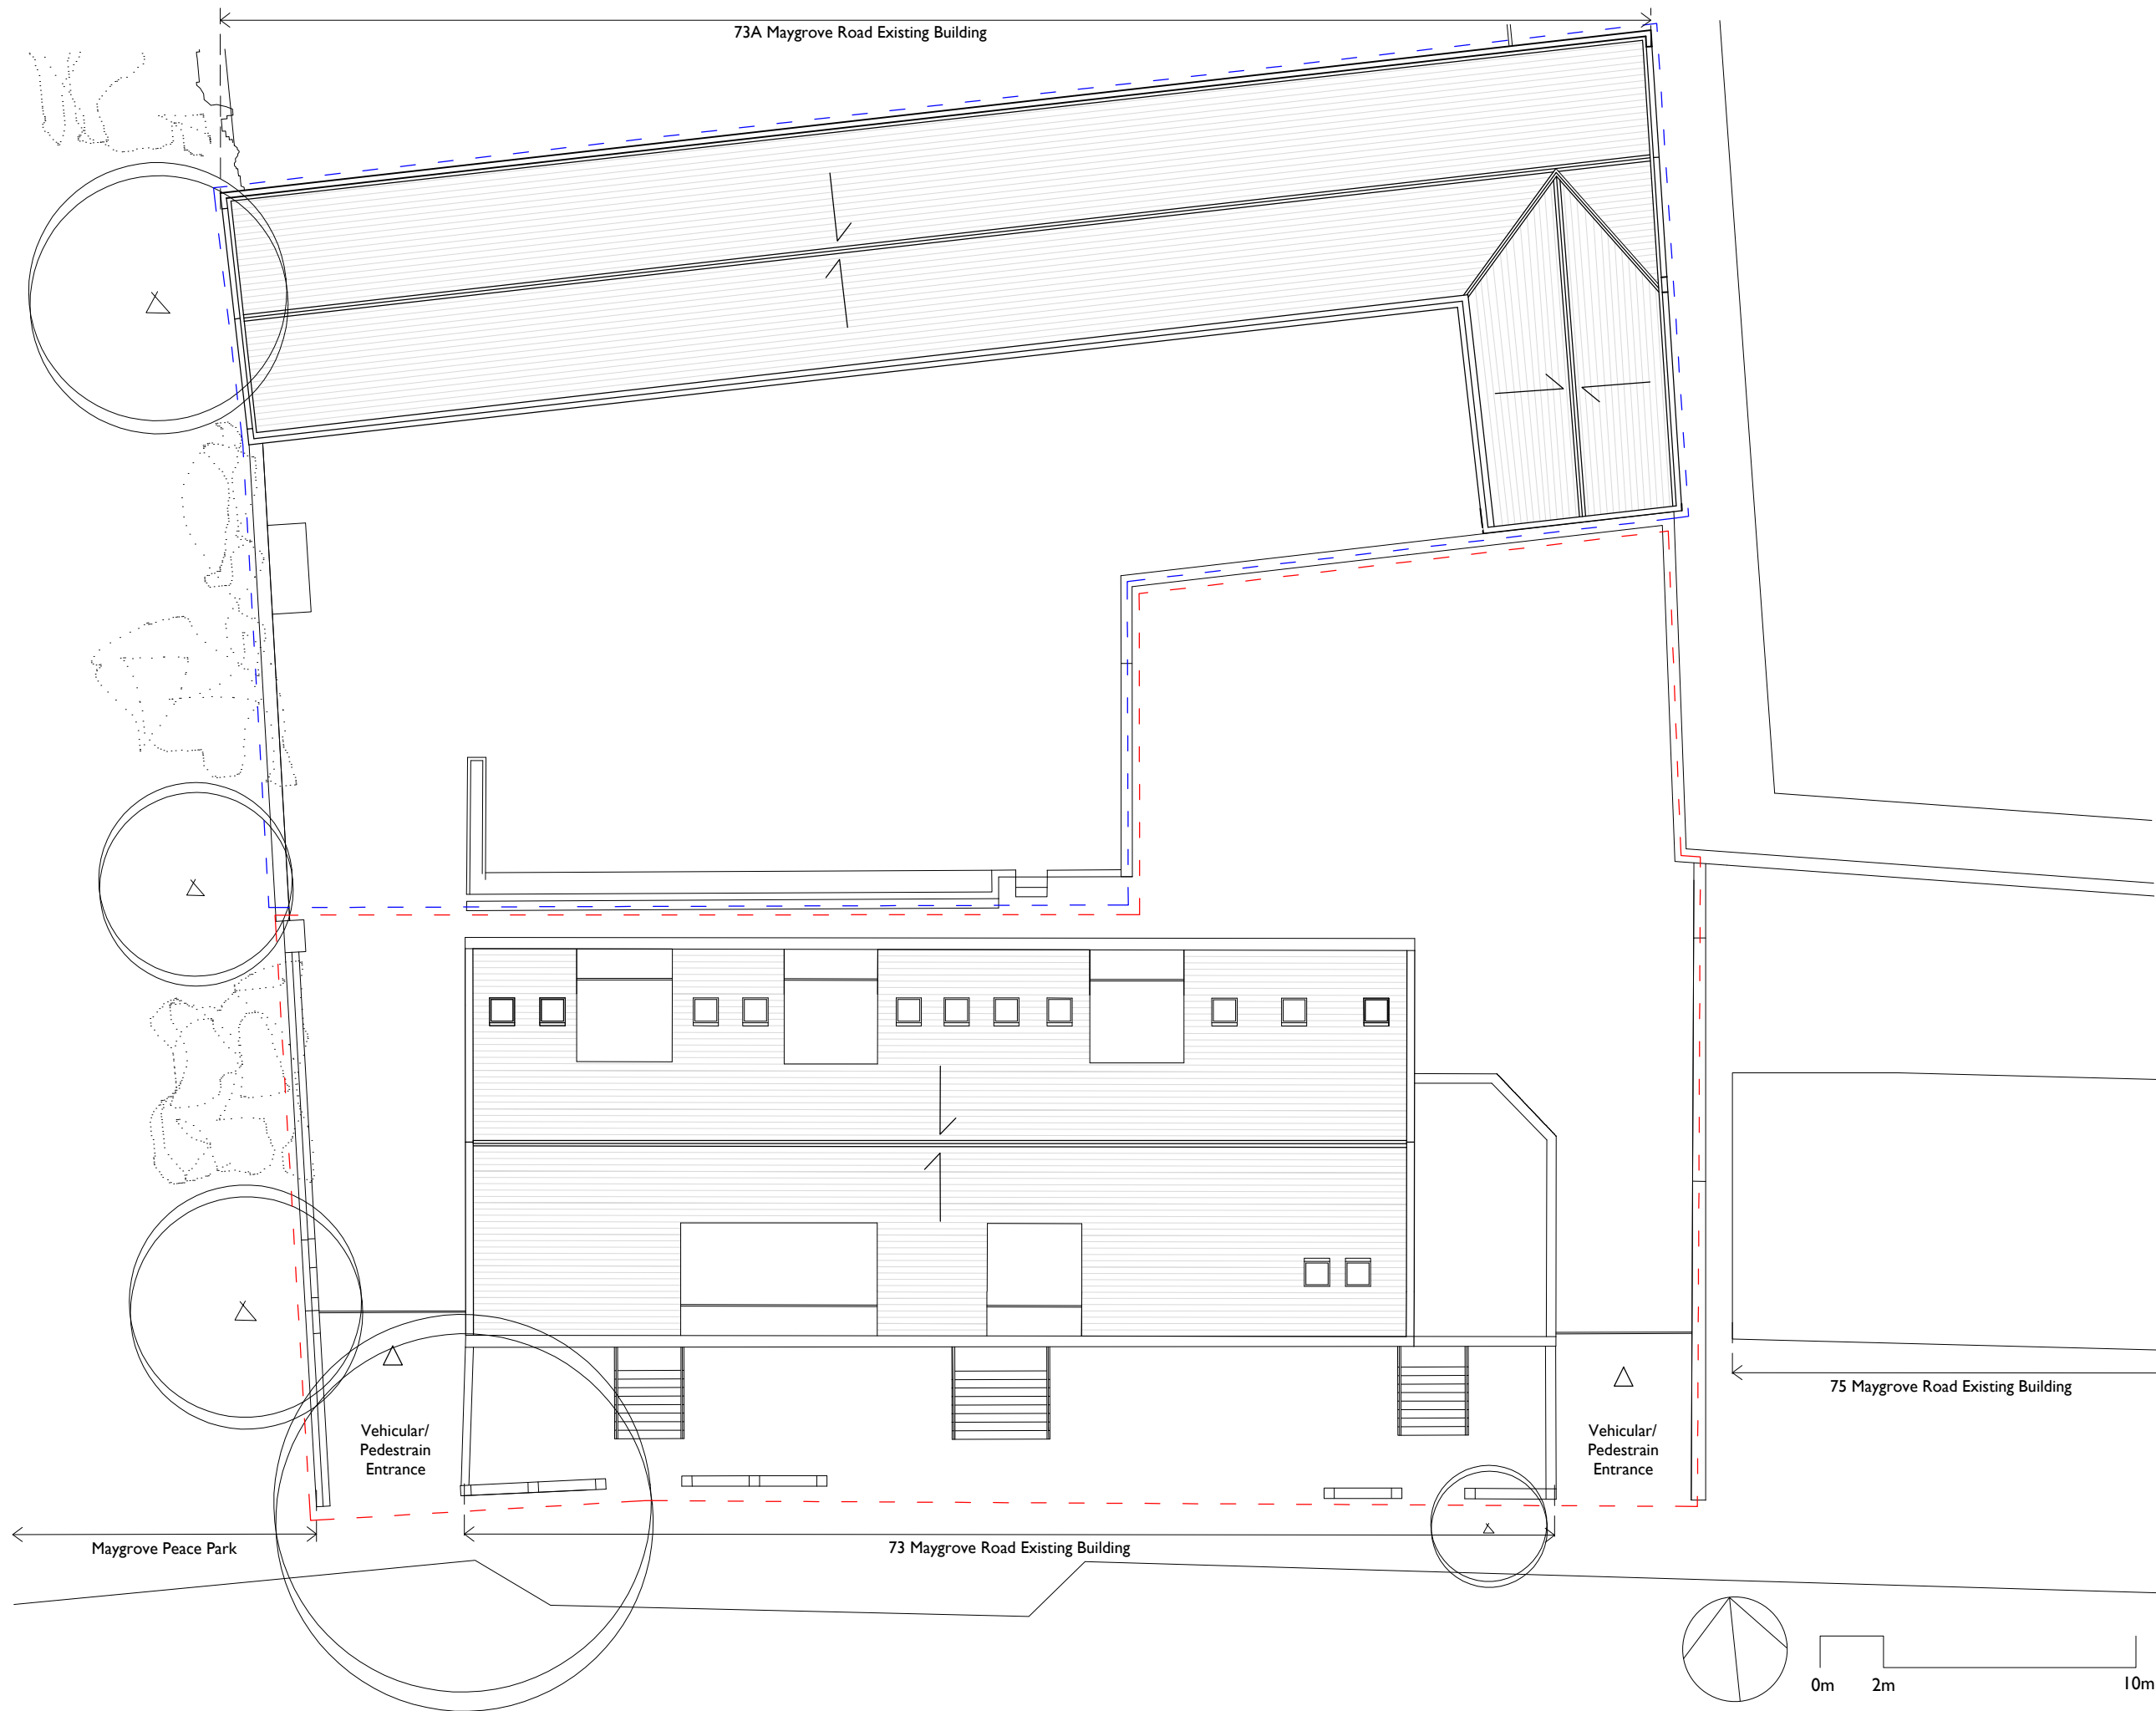 73A Maygrove Road Existing Building
75 Maygrove Road Existing Building
Vehicular/
Pedestrain
Entrance
Vehicular/
Pedestrain
Entrance
Maygrove Peace Park
73 Maygrove Road Existing Building
0m
2m
10m